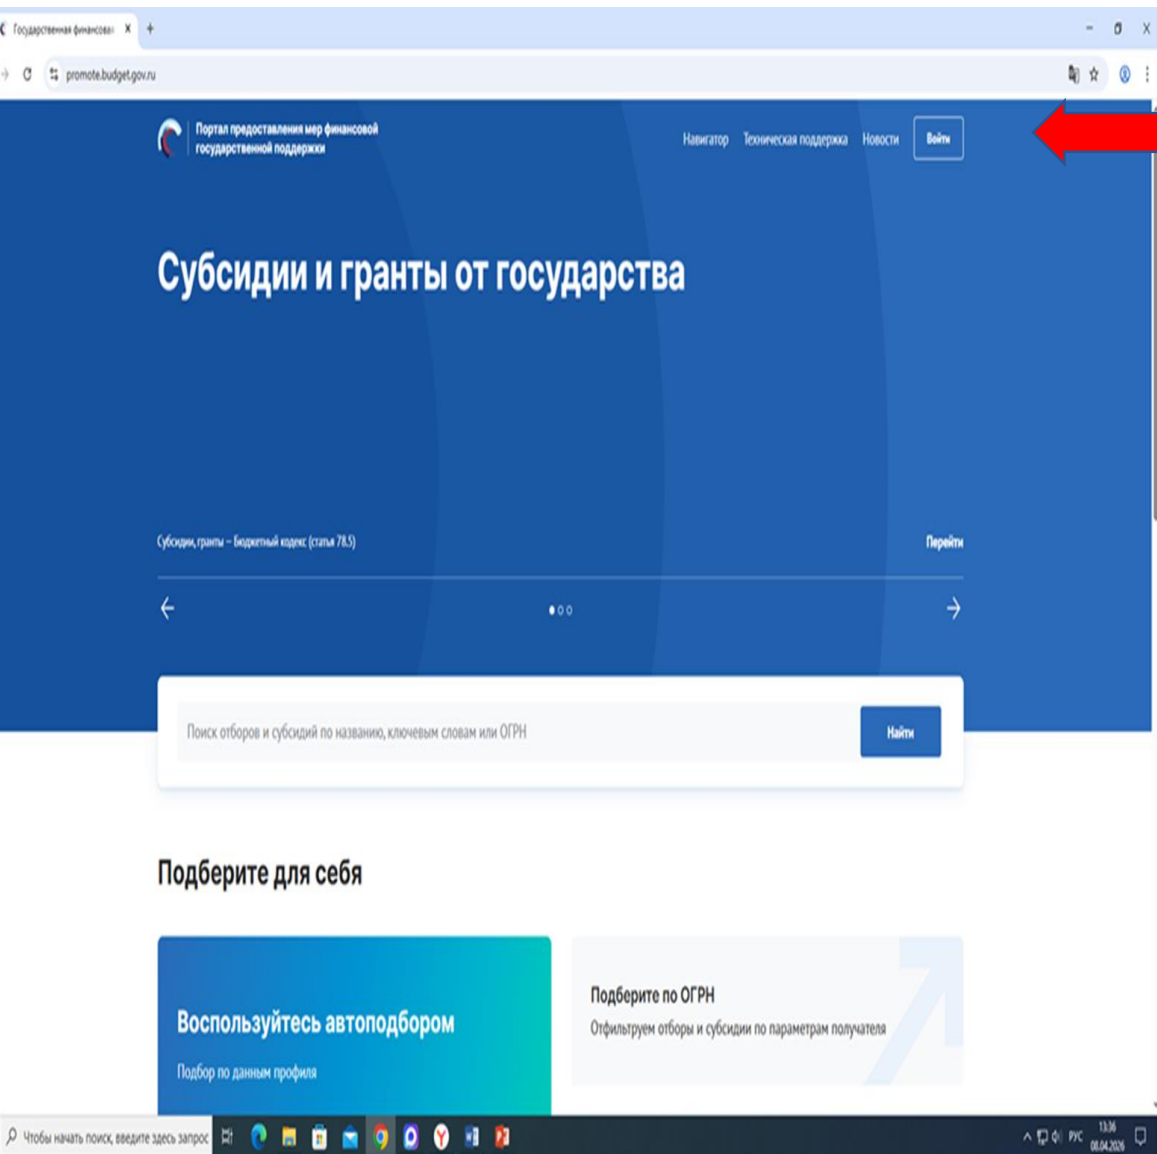 Государственная финансовая
promote.budget.gov.ru
Портал предоставления мер финансовой
государственной поддержки
Навигатор Техническая поддержка Новости Войти
Субсидии и гранты от государства
Субсидии, гранты – Бюджетный кодекс (статья 78.5)
Перейти
Поиск отборов и субсидий по названию, ключевым словам или ОГРН
Найти
Подберите для себя
Воспользуйтесь автоподбором
Подбор по данным профиля
Подберите по ОГРН
Отфильтруем отборы и субсидии по параметрам получателя
Чтобы начать поиск, введите здесь запрос
РУС
13:36
08.04.2026